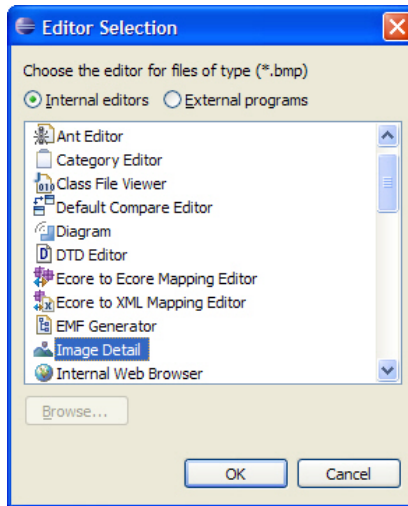 Editor Selection
Choose the editor for files of type (*.bmp)
Internal editors External programs
Ant Editor
Category Editor
Class File Viewer
Default Compare Editor
Diagram
DTD Editor
Ecore to Ecore Mapping Editor
Ecore to XML Mapping Editor
EMF Generator
Image Detail
Internal Web Browser
Browse...
OK Cancel